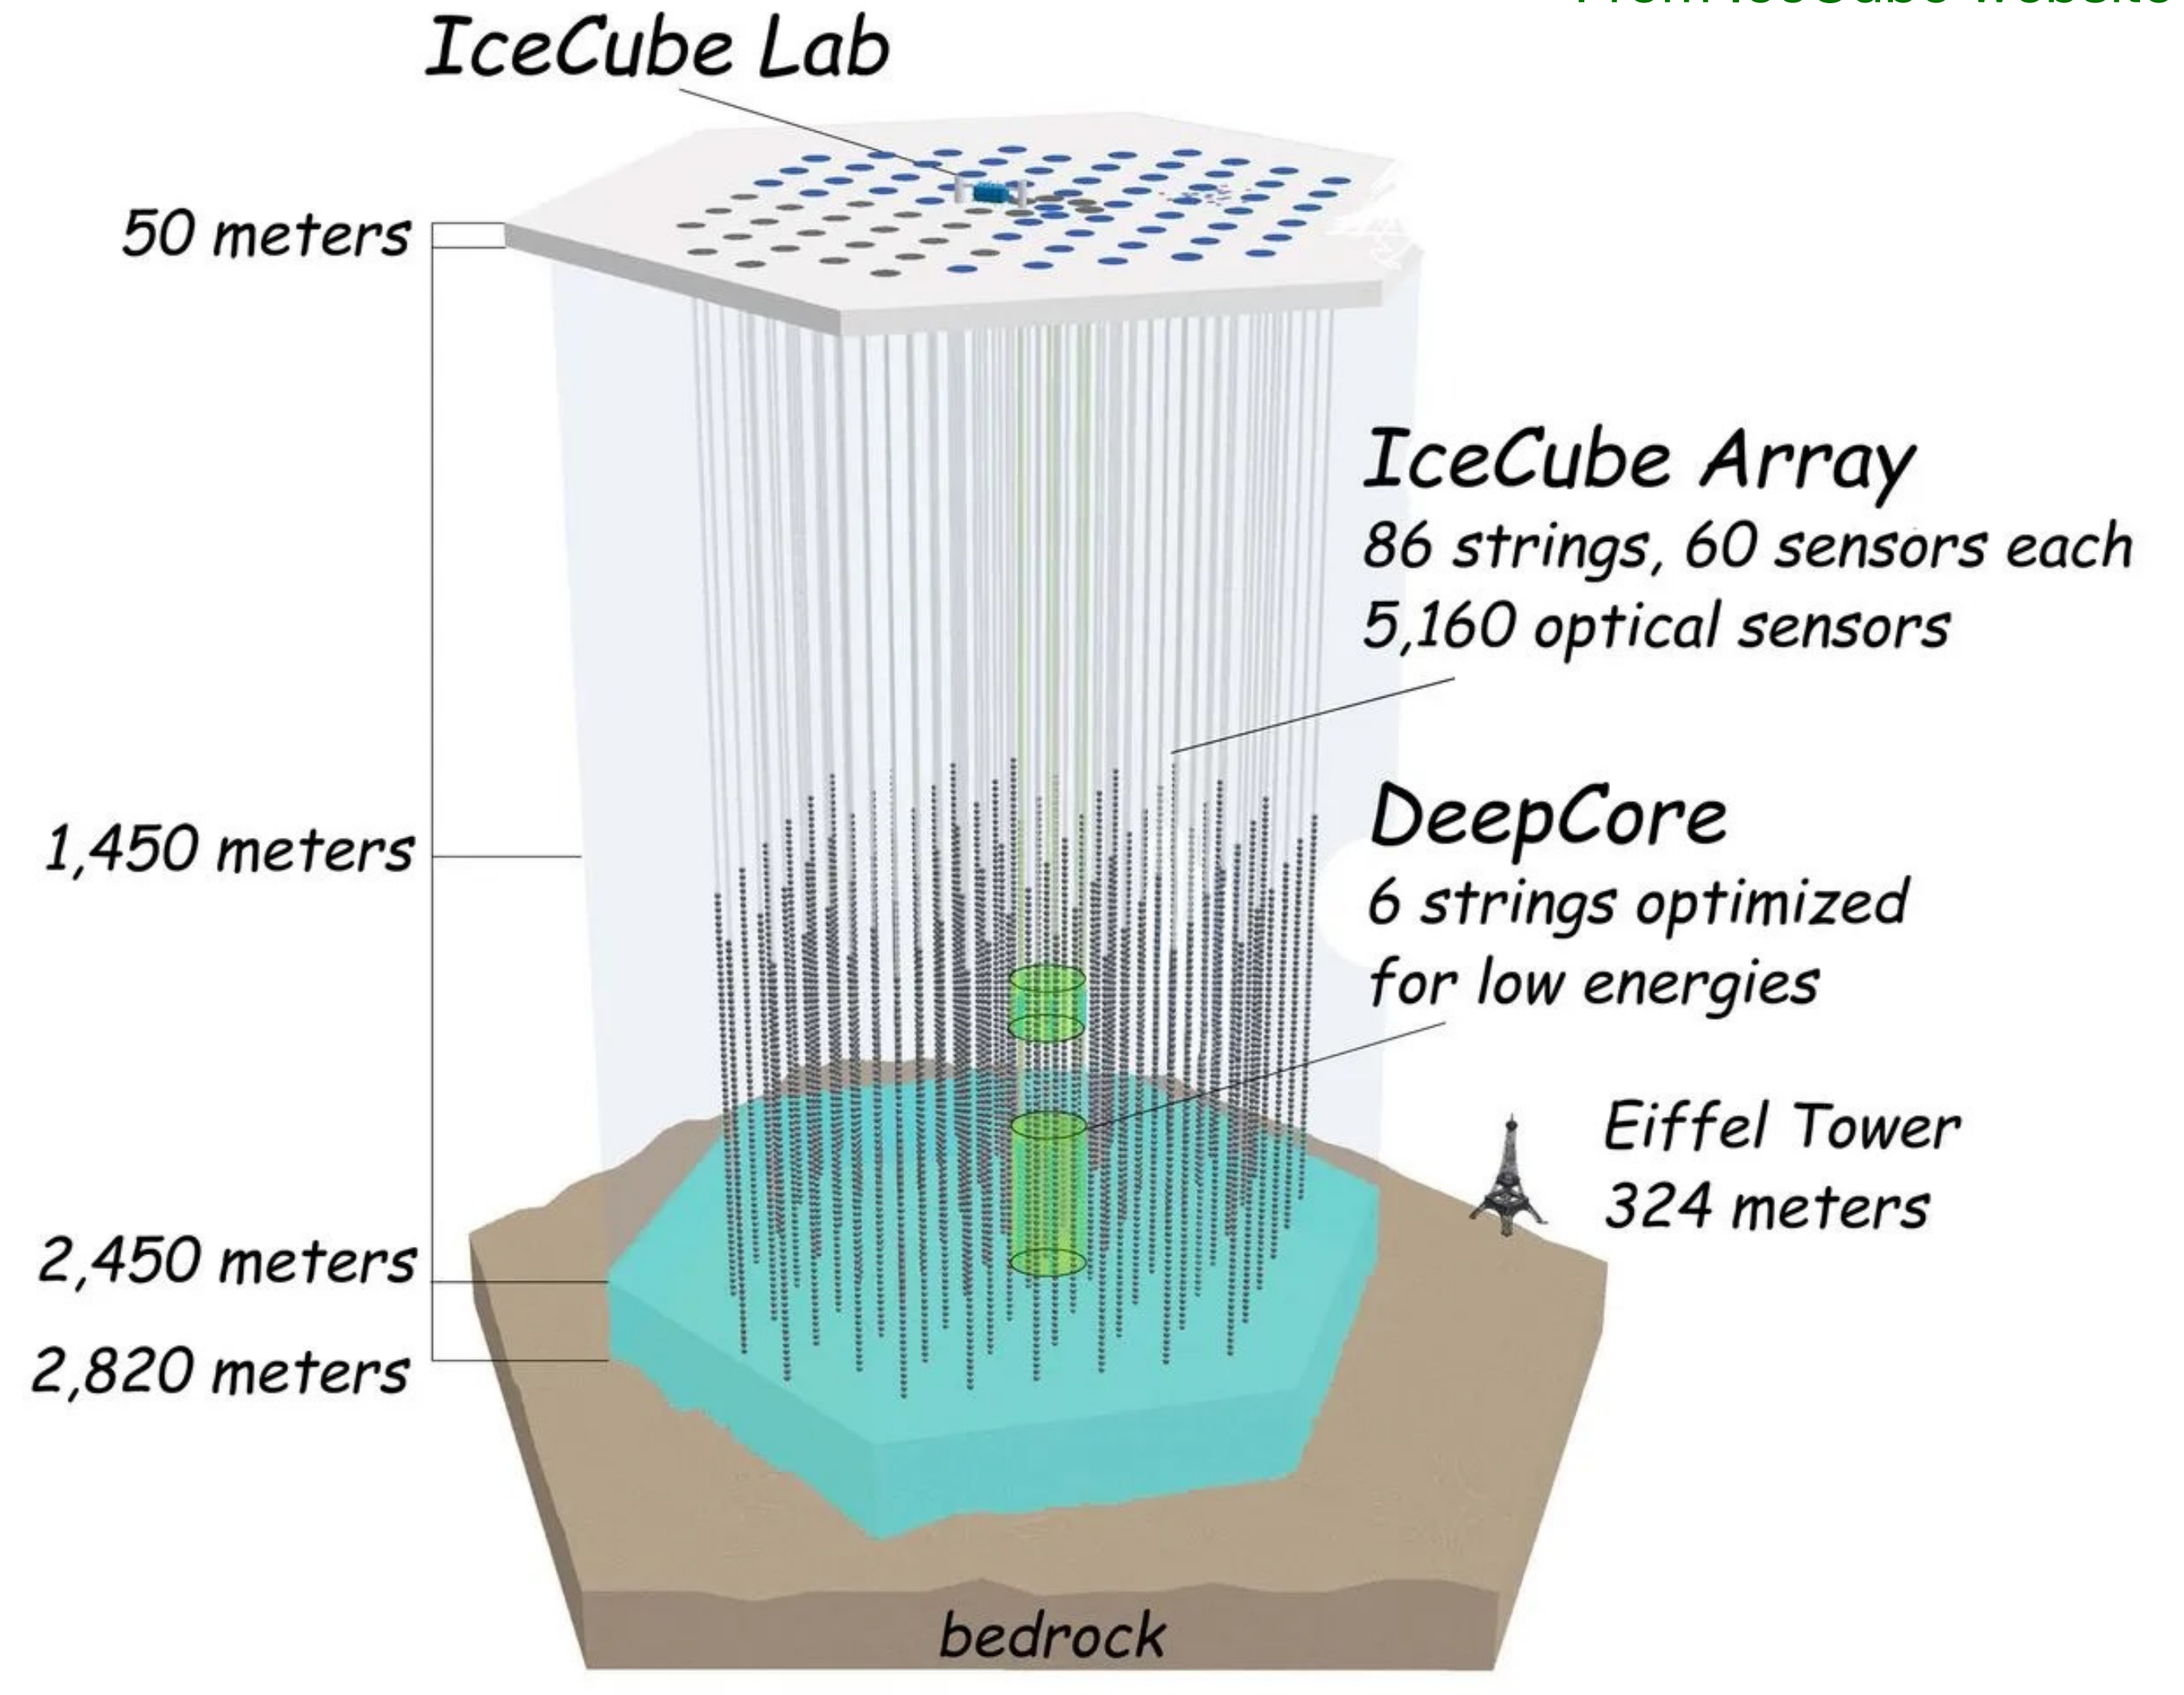 IceCube Lab
50 meters
IceCube Array
86 strings, 60 sensors each
5,160 optical sensors
DeepCore
6 strings optimized
for low energies
1,450 meters
Eiffel Tower
324 meters
2,450 meters
2,820 meters
bedrock